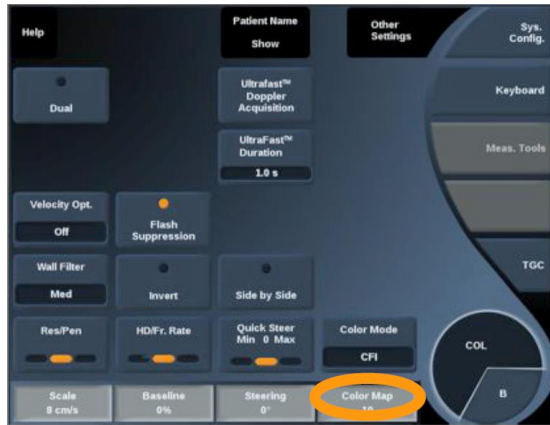 Help
Patient Name
Show
Other
Settings
Sys.
Config.
Dual
Ultrafast™
Doppler
Acquisition
Keyboard
UltraFast™
Duration
1.0 s
Meas. Tools
Velocity Opt.
Off
Flash
Suppression
Wall Filter
Med
Invert
Side by Side
TGC
Res/Pen
HD/Fr. Rate
Quick Steer
Min 0 Max
Color Mode
CFI
COL
B
Scale
8 cm/s
Baseline
0%
Steering
0°
Color Map
10